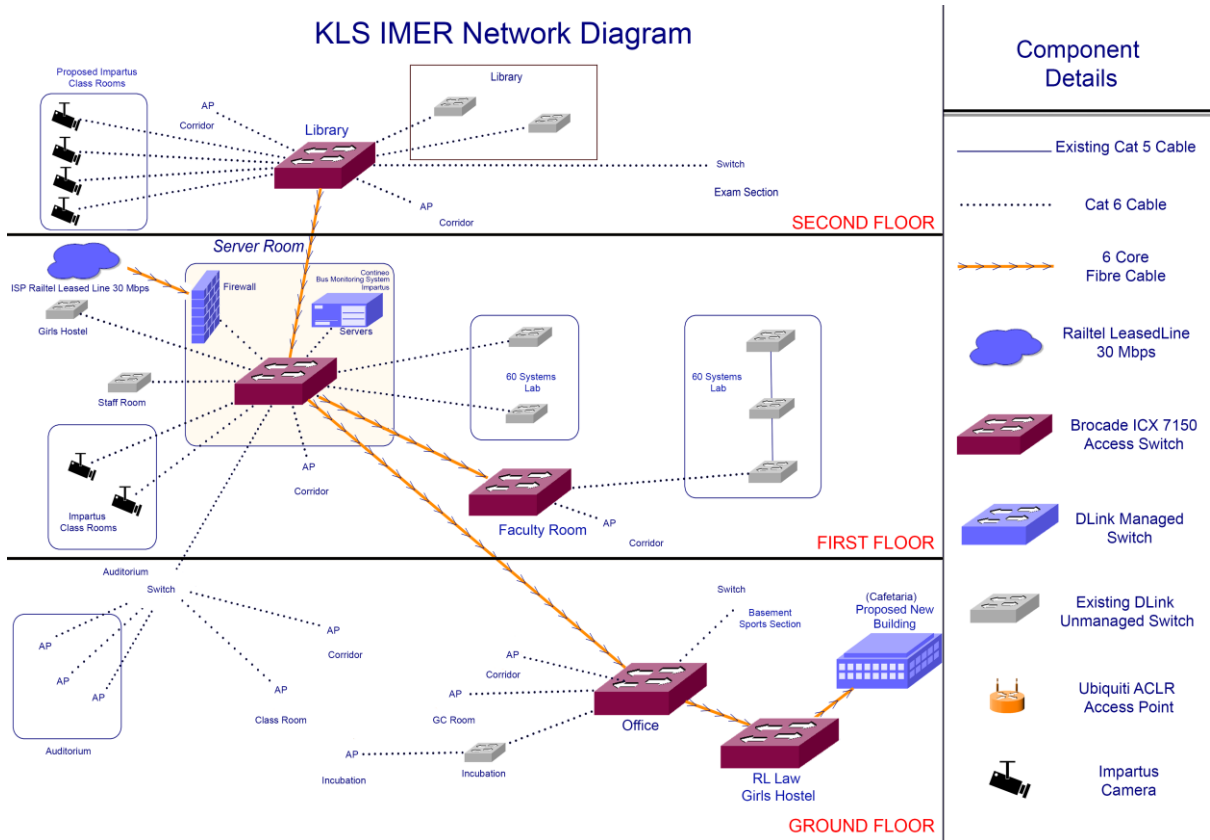 KLS IMER Network Diagram
Proposed Impartus
Class Rooms
AP
Corridor
Library
Library
Switch
Exam Section
AP
Corridor
SECOND FLOOR
Server Room
ISP Railtel Leased Line 30 Mbps
Firewall
Contineo
Bus Monitoring System
Impartus
Servers
Girls Hostel
Staff Room
60 Systems
Lab
60 Systems
Lab
AP
Corridor
Impartus
Class Rooms
Faculty Room
AP
Corridor
FIRST FLOOR
Auditorium
Switch
AP
AP
AP
Auditorium
AP
Corridor
AP
Class Room
Switch
Basement
Sports Section
(Cafetaria)
Proposed New
Building
AP
Corridor
AP
GC Room
Office
AP
Incubation
Incubation
RL Law
Girls Hostel
GROUND FLOOR
Component
Details
Existing Cat 5 Cable
Cat 6 Cable
6 Core
Fibre Cable
Railtel LeasedLine
30 Mbps
Brocade ICX 7150
Access Switch
DLink Managed
Switch
Existing DLink
Unmanaged Switch
Ubiquiti ACLR
Access Point
Impartus
Camera